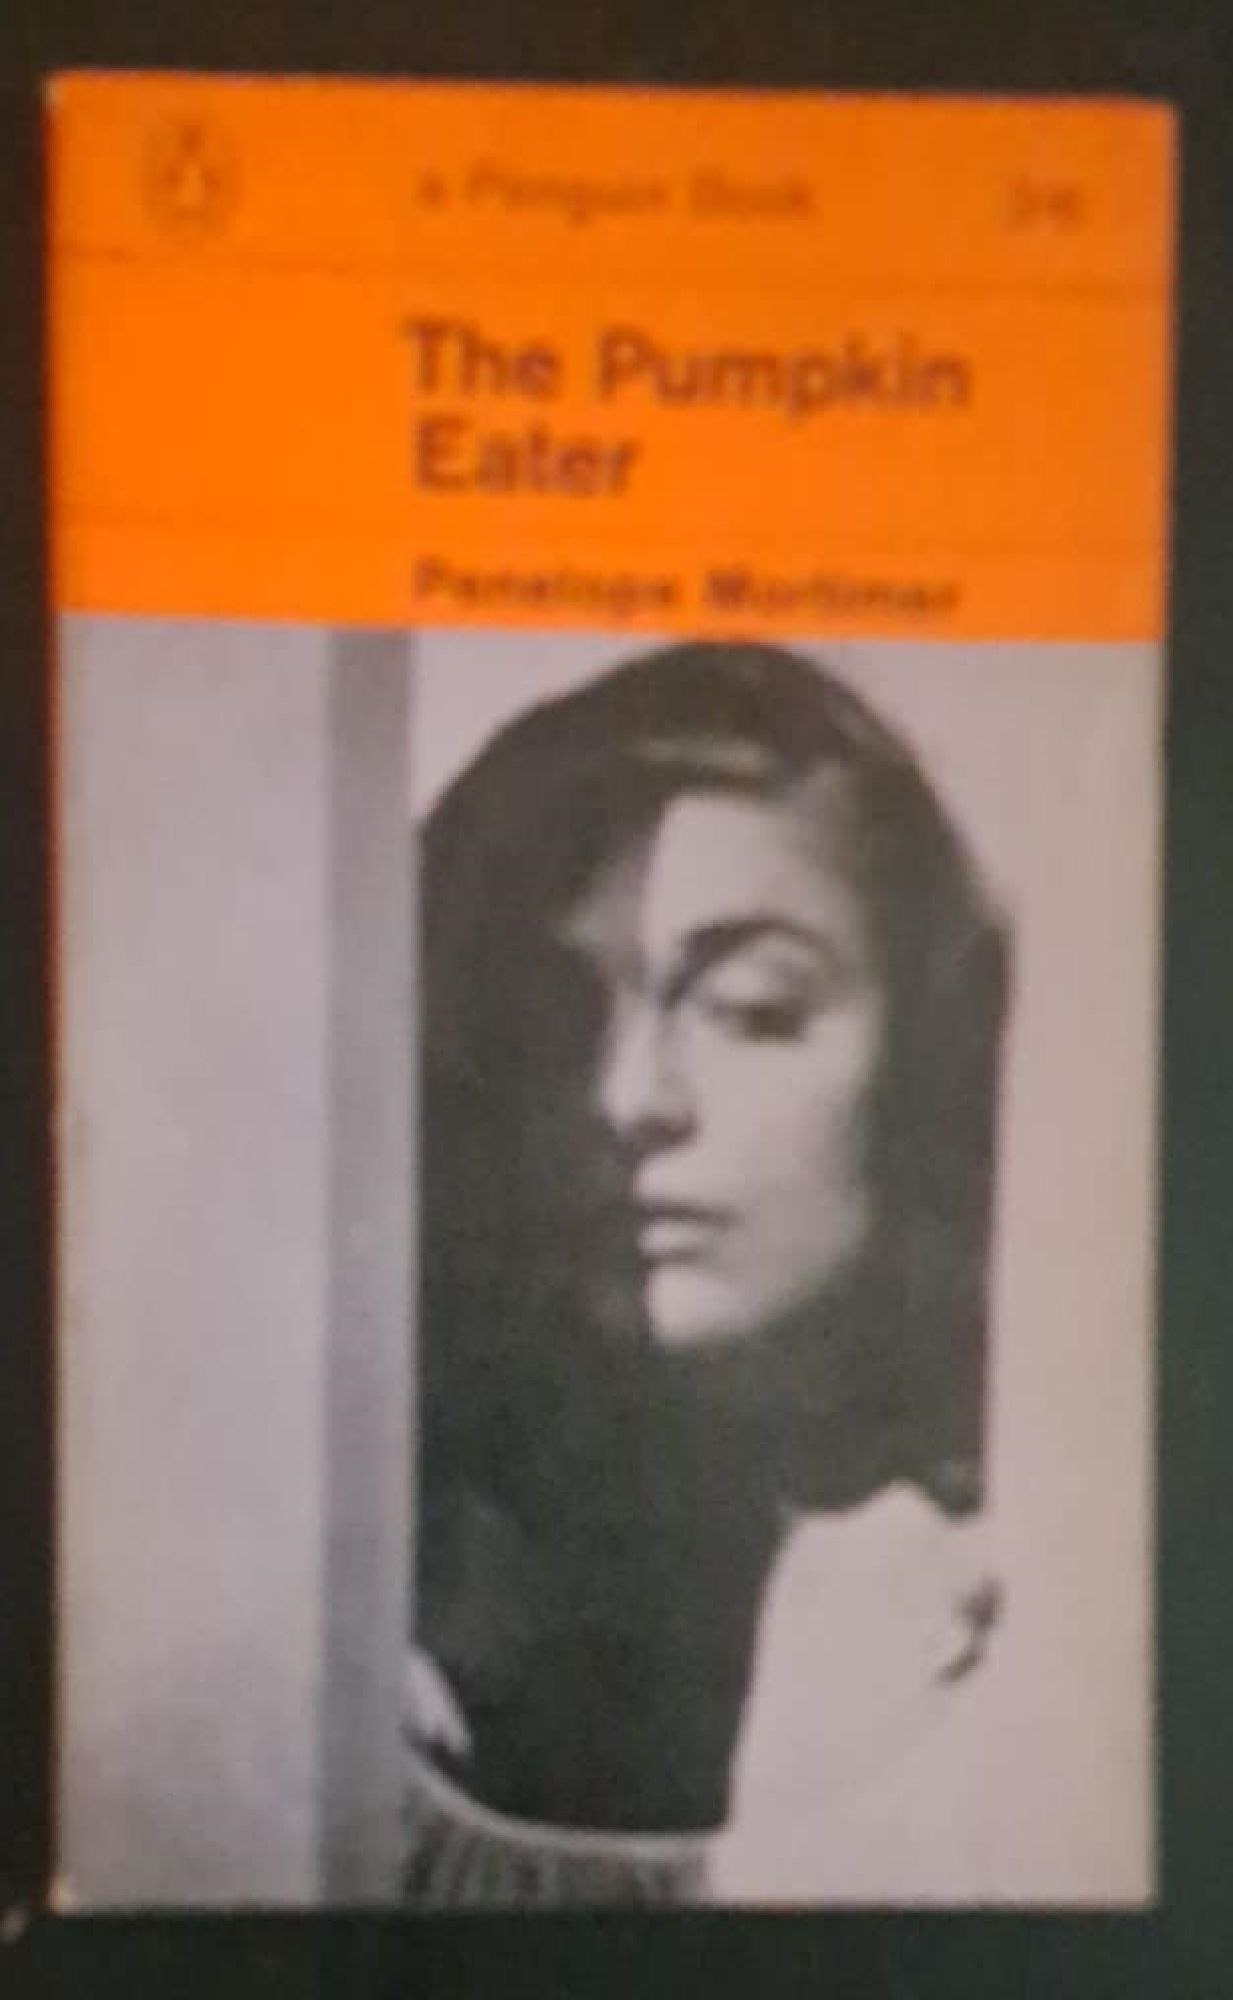 a Penguin Book
The Pumpkin
Eater
Penelope Mortimer